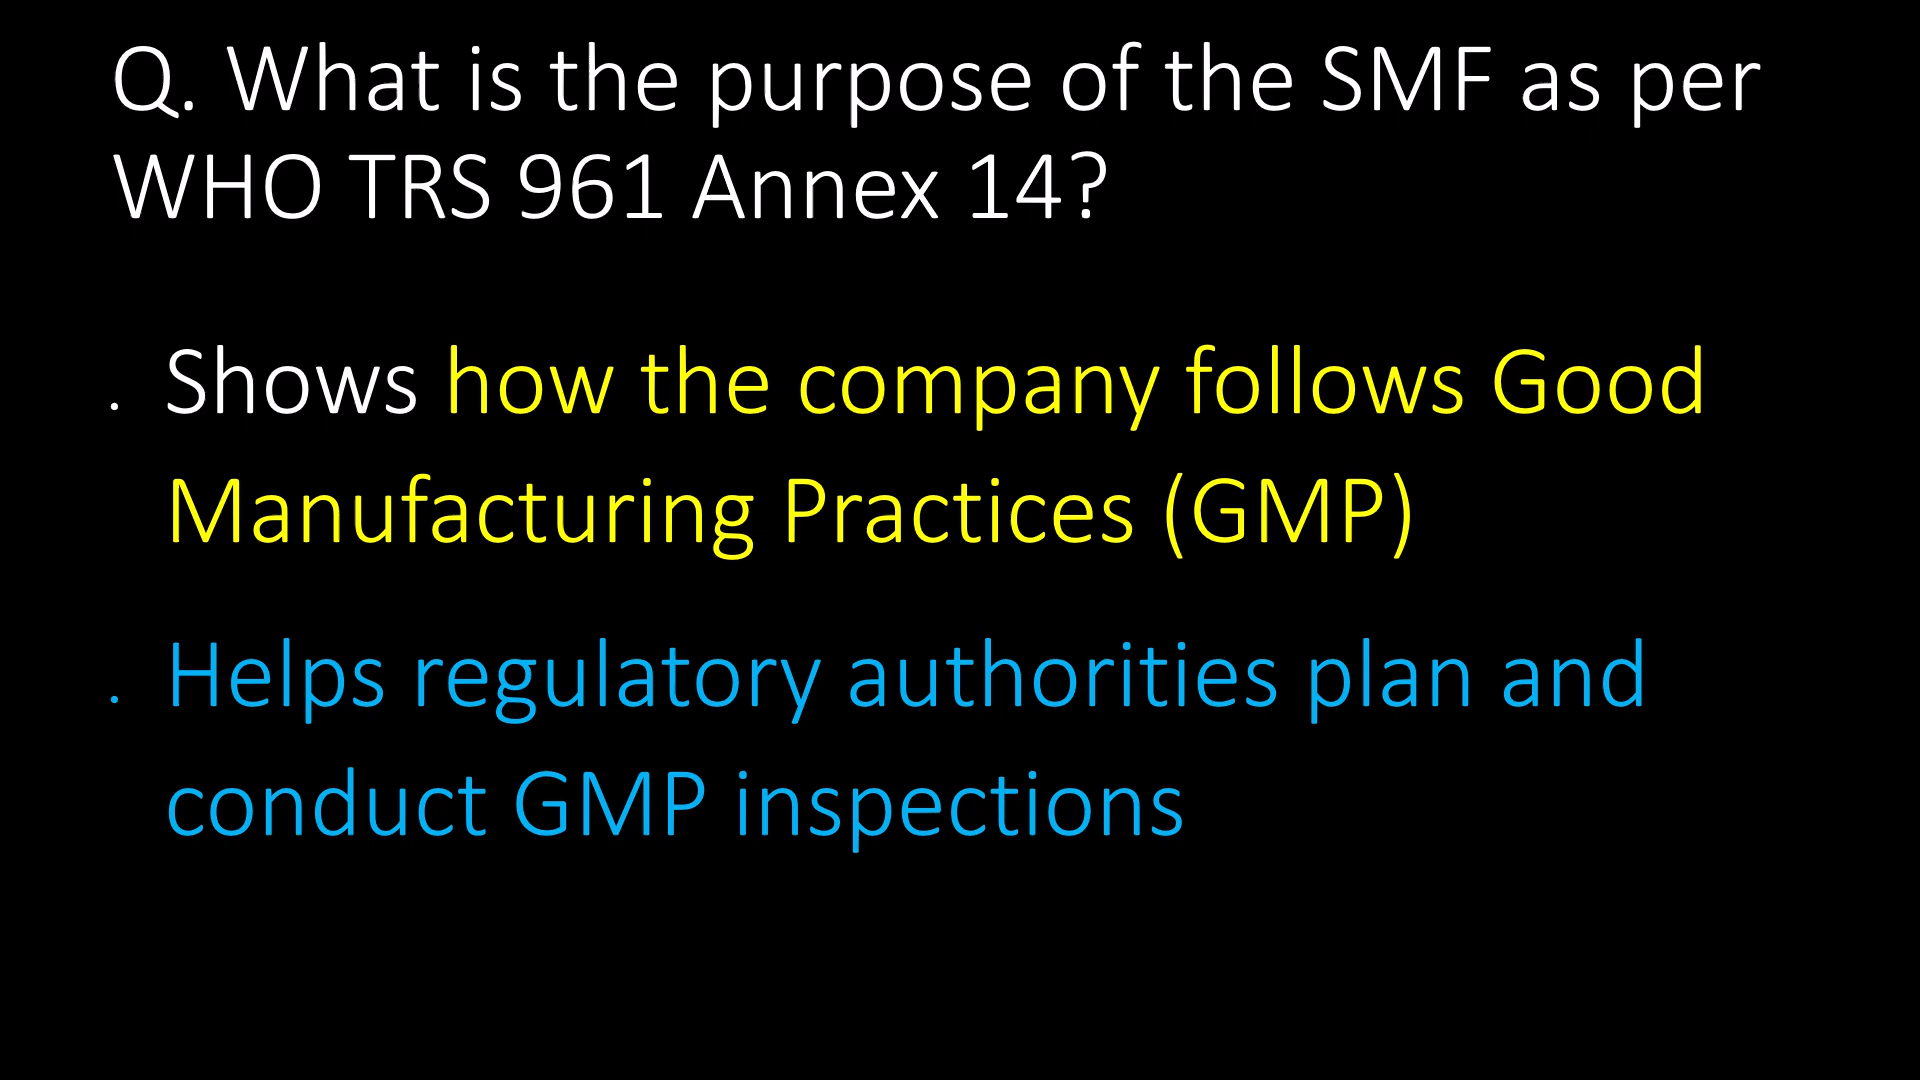 Q. What is the purpose of the SMF as per
WHO TRS 961 Annex 14?
. Shows how the company follows Good
Manufacturing Practices (GMP)
. Helps regulatory authorities plan and
conduct GMP inspections